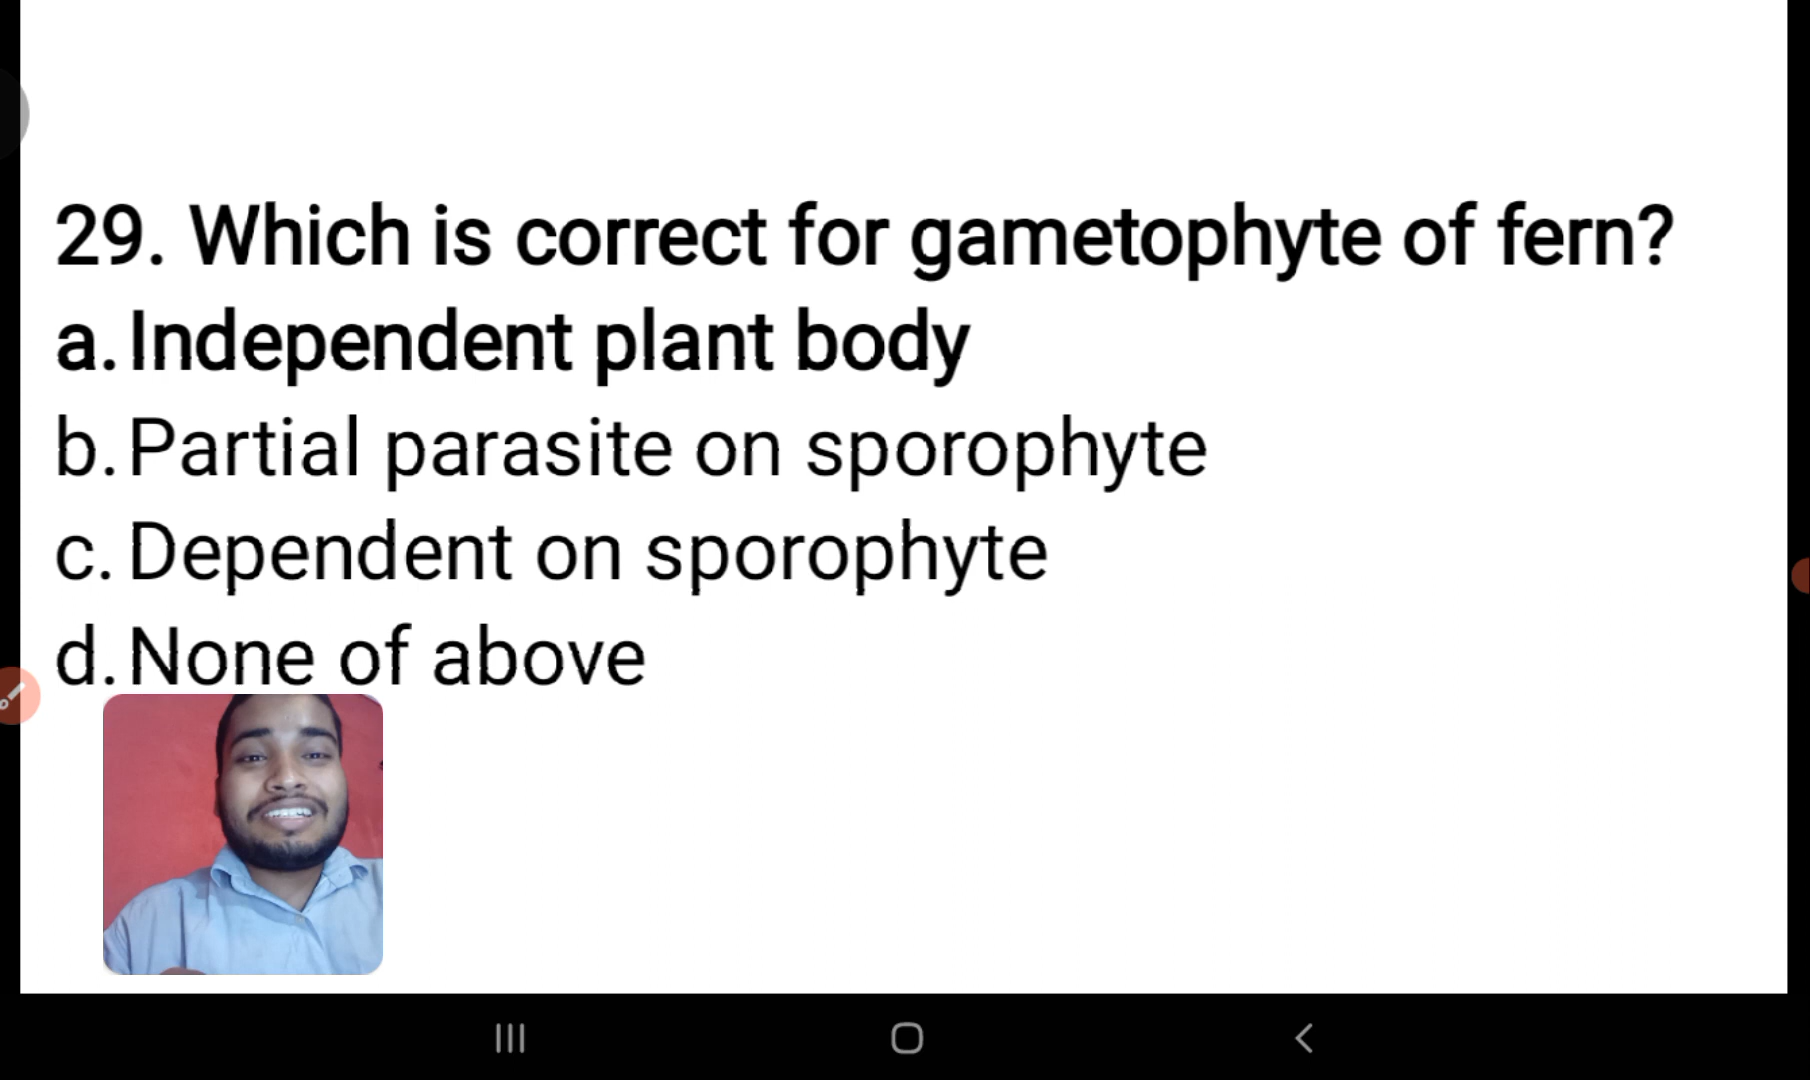 29. Which is correct for gametophyte of fern?
a. Independent plant body
b. Partial parasite on sporophyte
c. Dependent on sporophyte
d. None of above